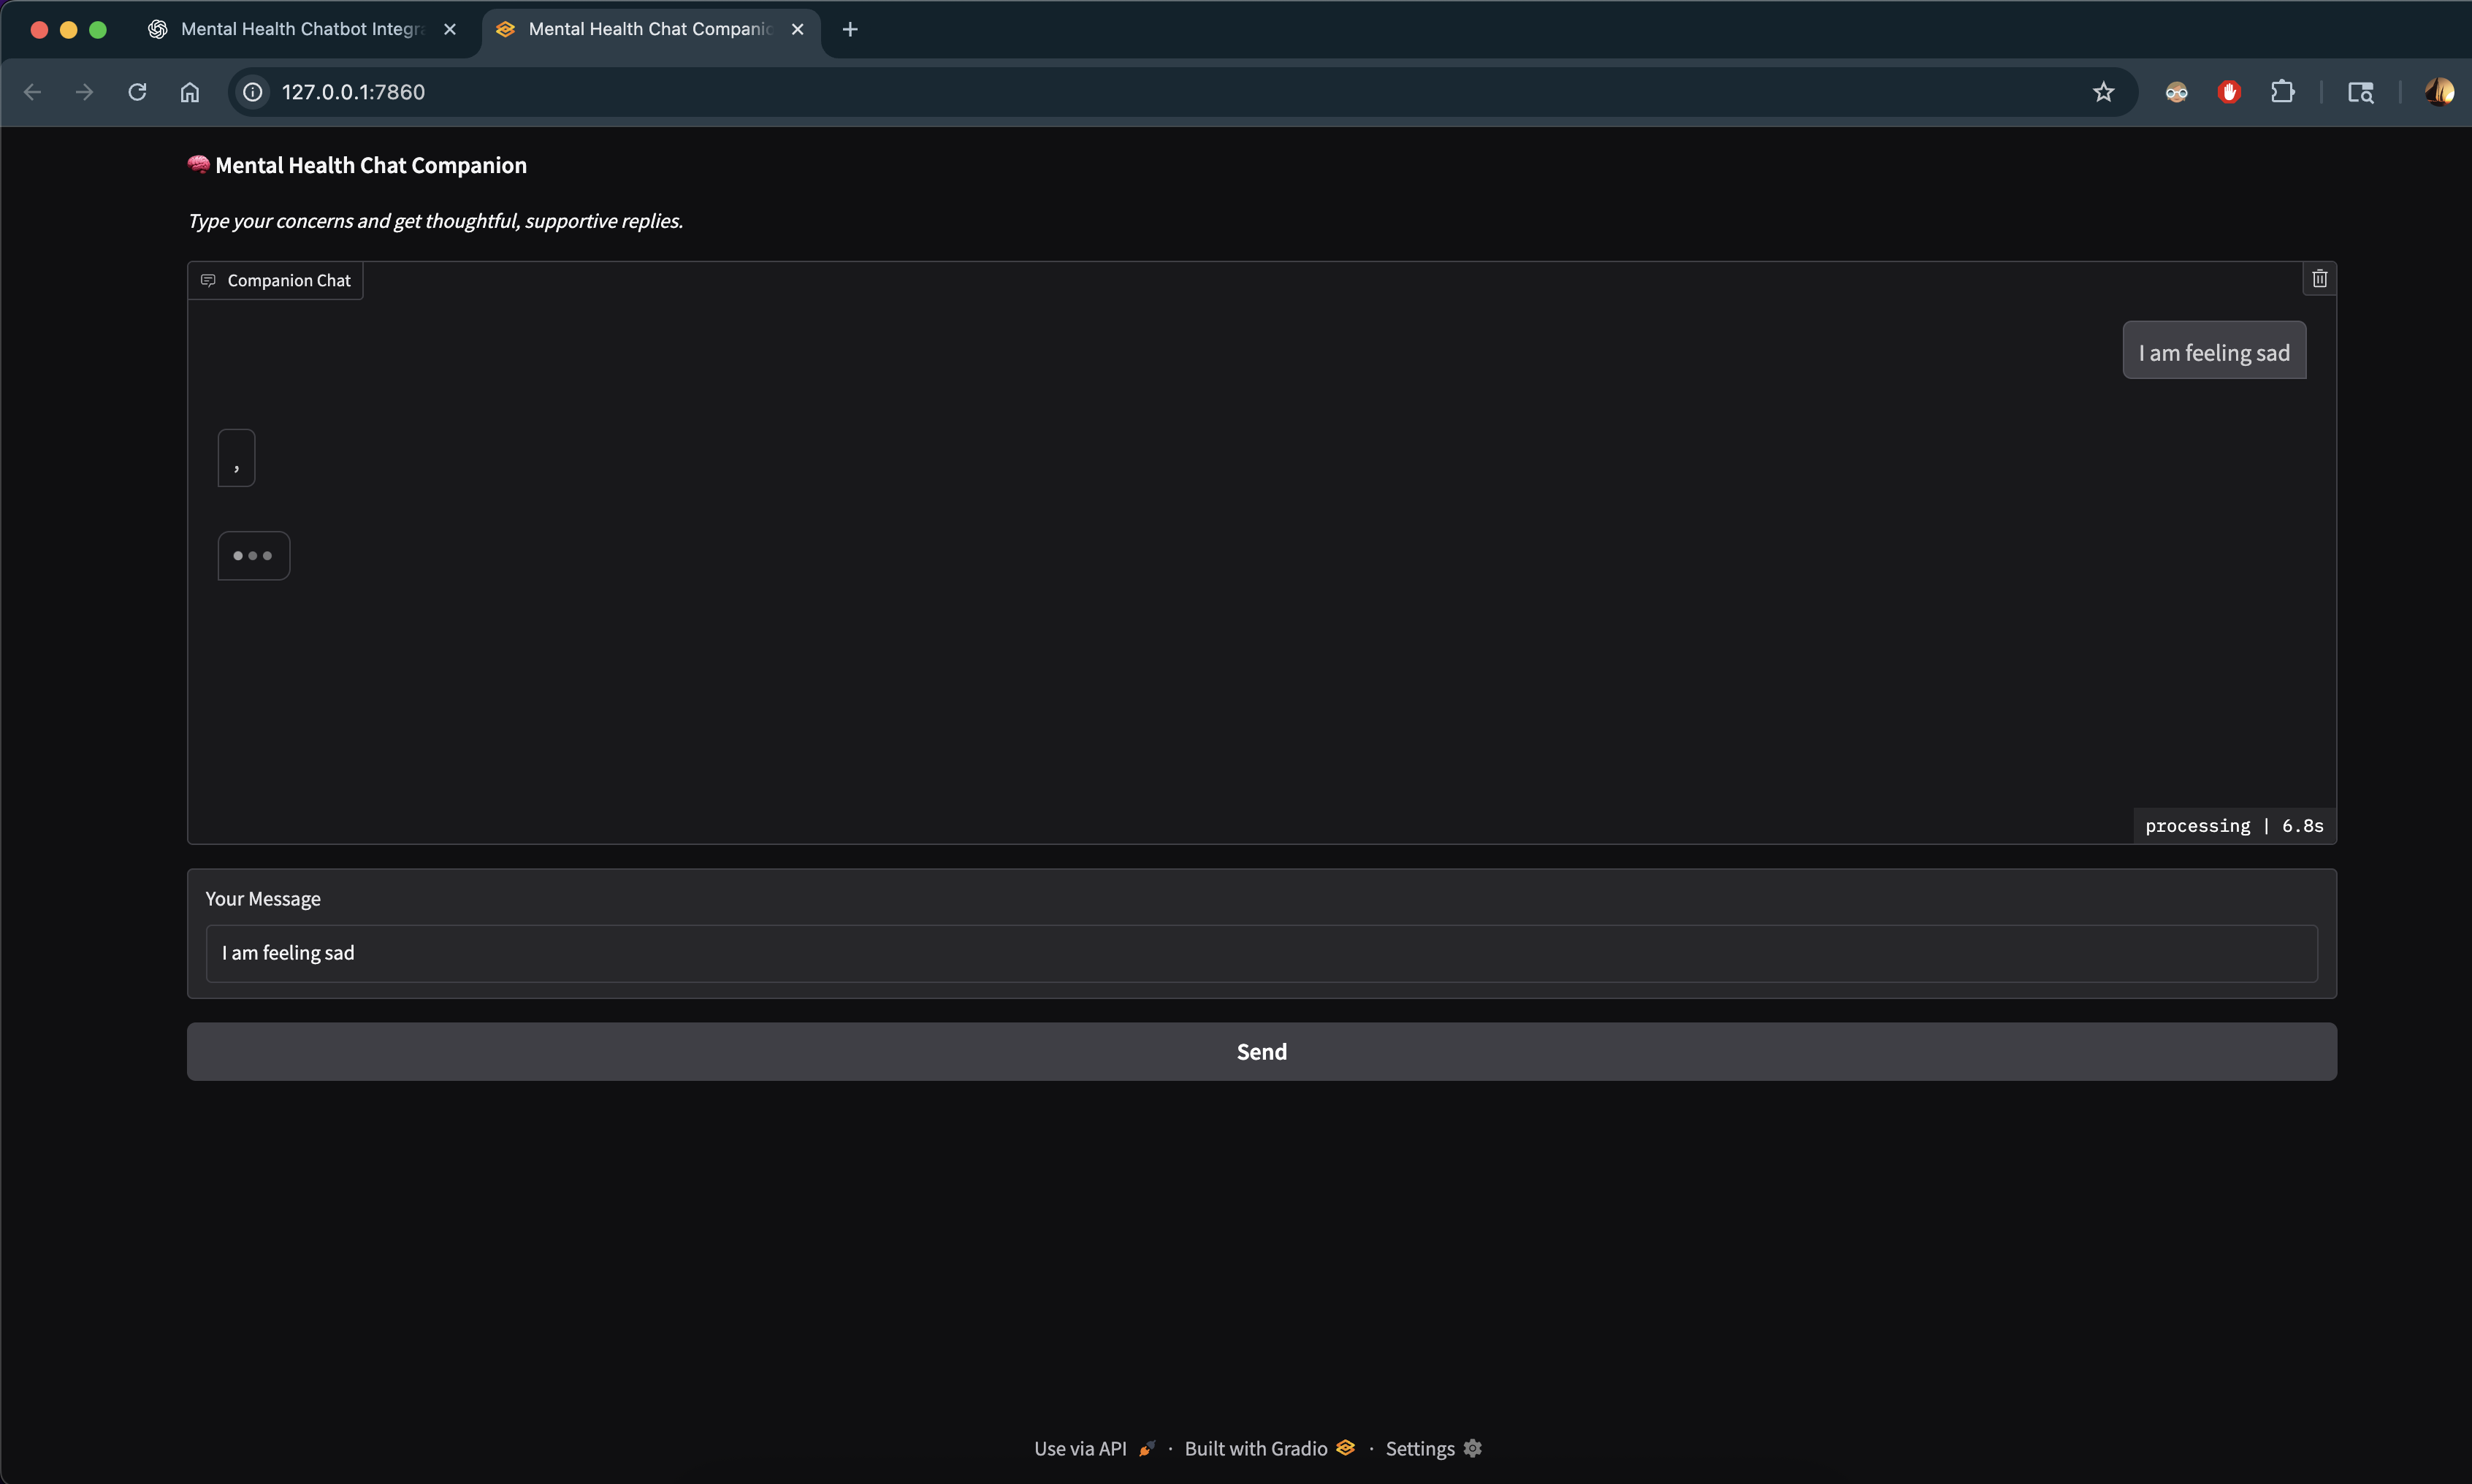 Mental Health Chatbot Integra
Mental Health Chat Companio
127.0.0.1:7860
Mental Health Chat Companion
Type your concerns and get thoughtful, supportive replies.
Companion Chat
I am feeling sad
,
processing | 6.8s
Your Message
I am feeling sad
Send
Use via API · Built with Gradio · Settings